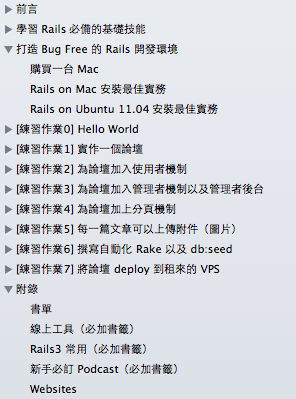 前言
學習 Rails 必備的基礎技能
打造 Bug Free 的 Rails 開發環境
購買一台 Mac
Rails on Mac 安裝最佳實務
Rails on Ubuntu 11.04 安裝最佳實務
[練習作業0] Hello World
[練習作業1] 實作一個論壇
[練習作業2] 為論壇加入使用者機制
[練習作業3] 為論壇加入管理者機制以及管理者後台
[練習作業4] 為論壇加上分頁機制
[練習作業5] 每一篇文章可以上傳附件（圖片）
[練習作業6] 撰寫自動化 Rake 以及 db:seed
[練習作業7] 將論壇 deploy 到租來的 VPS
附錄
書單
線上工具（必加書籤）
Rails3 常用（必加書籤）
新手必訂 Podcast（必加書籤）
Websites